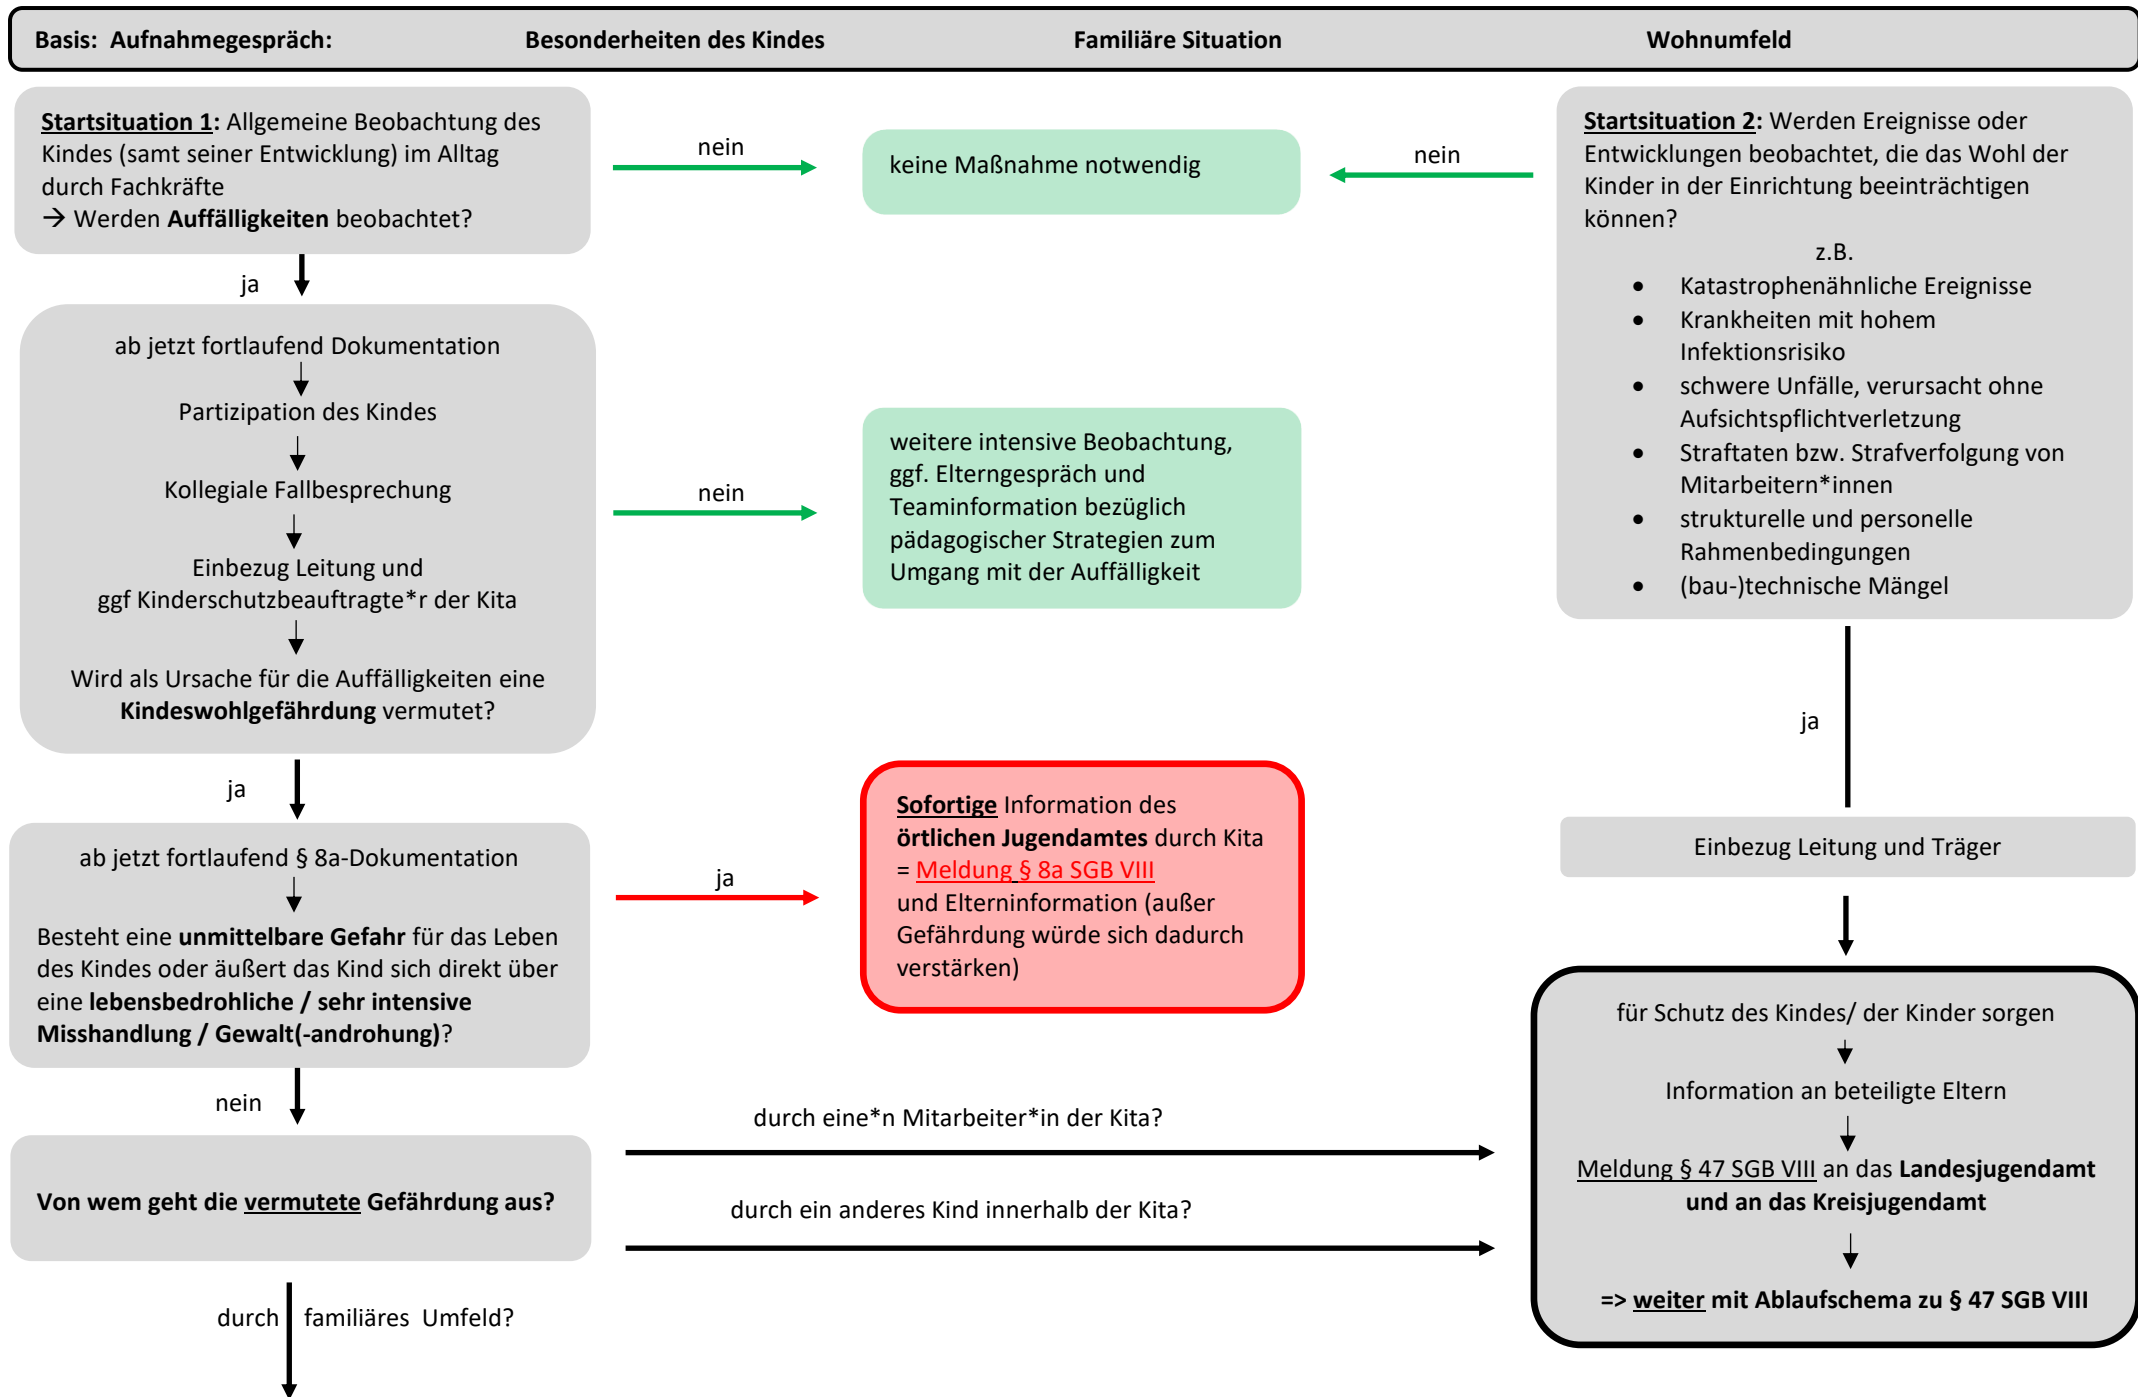 Basis: Aufnahmegespräch: Besonderheiten des Kindes Familiäre Situation Wohnumfeld
Startsituation 1: Allgemeine Beobachtung des
Kindes (samt seiner Entwicklung) im Alltag
durch Fachkräfte
→ Werden Auffälligkeiten beobachtet?
nein
keine Maßnahme notwendig
nein
Startsituation 2: Werden Ereignisse oder
Entwicklungen beobachtet, die das Wohl der
Kinder in der Einrichtung beeinträchtigen
können?
z.B.
• Katastrophenähnliche Ereignisse
• Krankheiten mit hohem
Infektionsrisiko
• schwere Unfälle, verursacht ohne
Aufsichtspflichtverletzung
• Straftaten bzw. Strafverfolgung von
Mitarbeitern*innen
• strukturelle und personelle
Rahmenbedingungen
• (bau-)technische Mängel
ja
ab jetzt fortlaufend Dokumentation
Partizipation des Kindes
Kollegiale Fallbesprechung
Einbezug Leitung und
ggf Kinderschutzbeauftragte*r der Kita
Wird als Ursache für die Auffälligkeiten eine
Kindeswohlgefährdung vermutet?
nein
weitere intensive Beobachtung,
ggf. Elterngespräch und
Teaminformation bezüglich
pädagogischer Strategien zum
Umgang mit der Auffälligkeit
ja
ja
ab jetzt fortlaufend § 8a-Dokumentation
Besteht eine unmittelbare Gefahr für das Leben
des Kindes oder äußert das Kind sich direkt über
eine lebensbedrohliche / sehr intensive
Misshandlung / Gewalt(-androhung)?
ja
Sofortige Information des
örtlichen Jugendamtes durch Kita
= Meldung § 8a SGB VIII
und Elterninformation (außer
Gefährdung würde sich dadurch
verstärken)
Einbezug Leitung und Träger
für Schutz des Kindes/ der Kinder sorgen
Information an beteiligte Eltern
Meldung § 47 SGB VIII an das Landesjugendamt
und an das Kreisjugendamt
=> weiter mit Ablaufschema zu § 47 SGB VIII
nein
Von wem geht die vermutete Gefährdung aus?
durch eine*n Mitarbeiter*in der Kita?
durch ein anderes Kind innerhalb der Kita?
durch familiäres Umfeld?